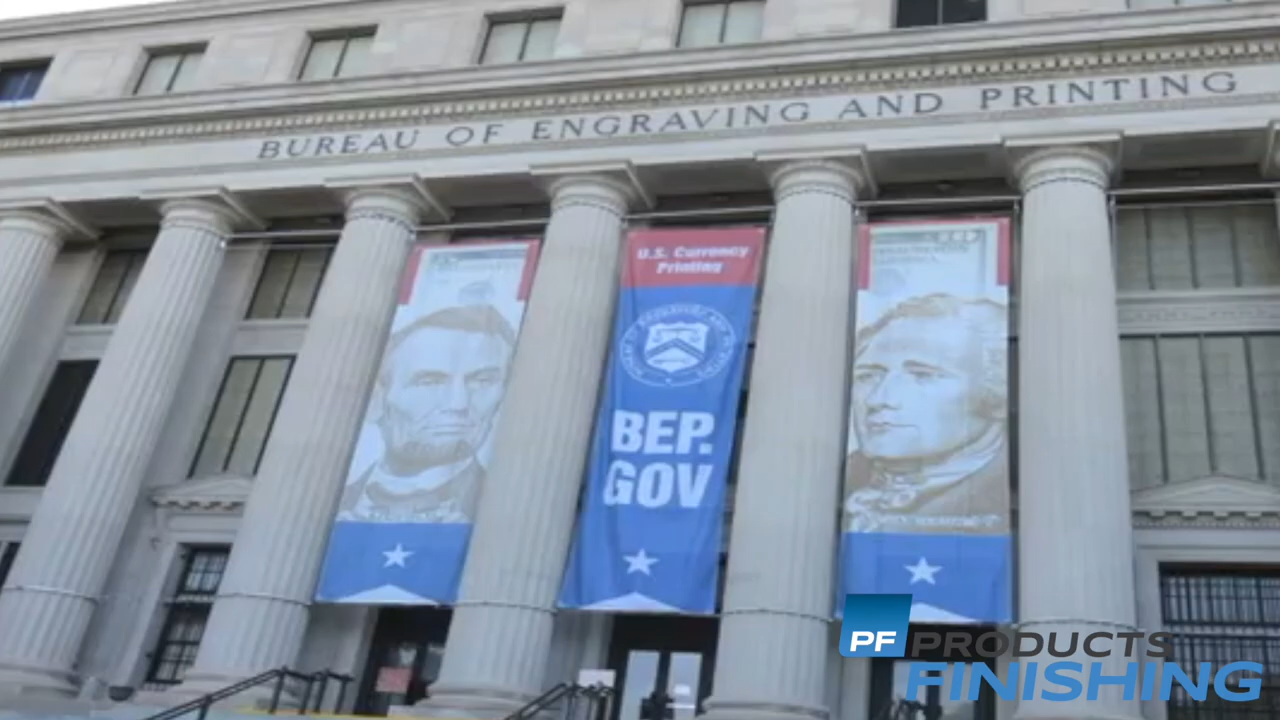 BUREAU OF ENGRAVING AND PRINTING
U.S. Currency
Printing
BEP.
GOV
PF PRODUCTS
FINISHING